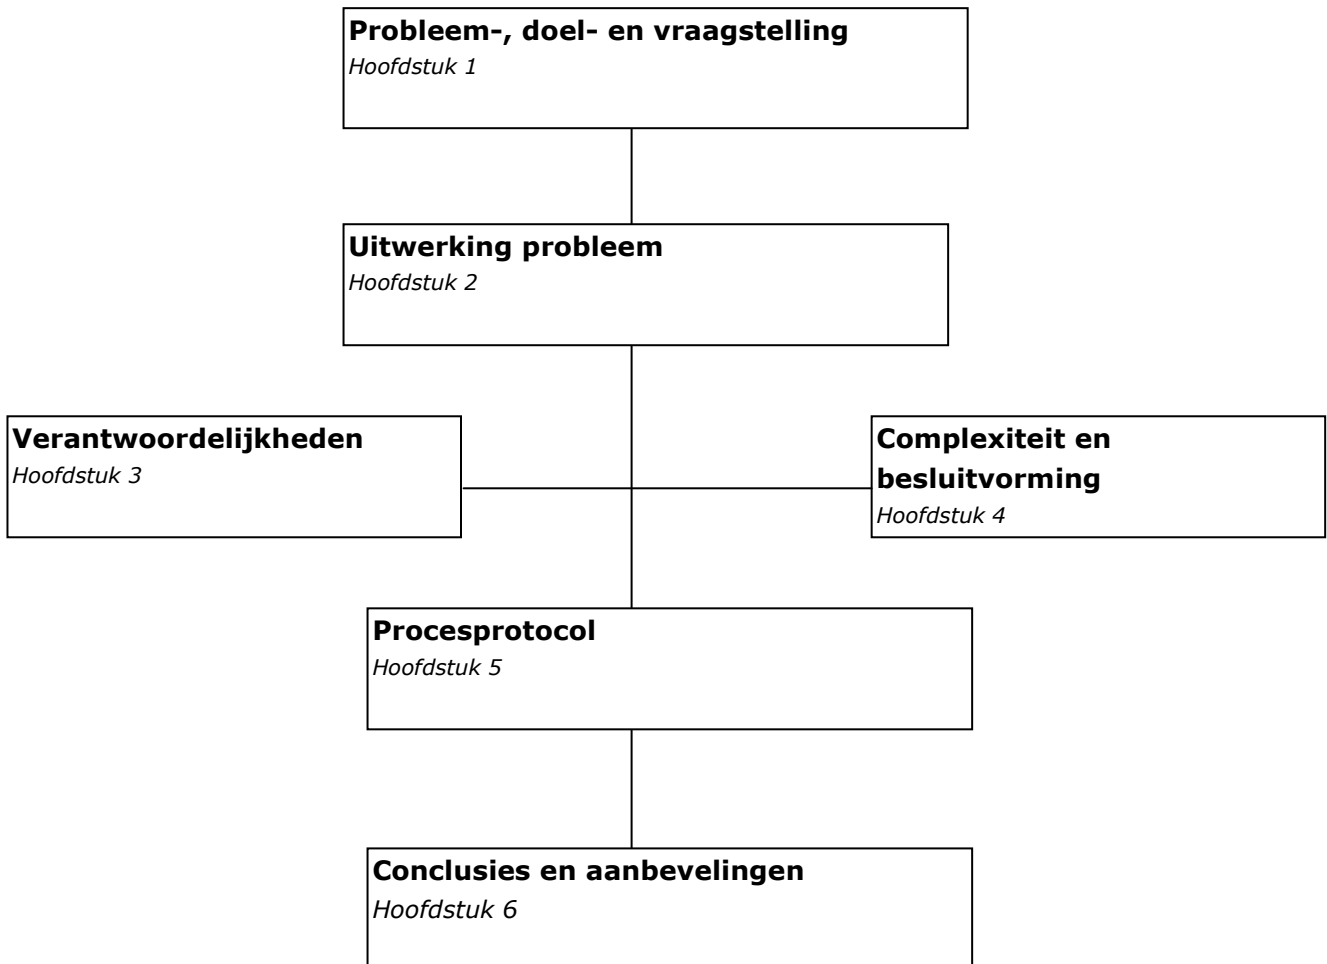 Probleem-, doel- en vraagstelling
Hoofdstuk 1
Uitwerking probleem
Hoofdstuk 2
Verantwoordelijkheden
Hoofdstuk 3
Complexiteit en
besluitvorming
Hoofdstuk 4
Procesprotocol
Hoofdstuk 5
Conclusies en aanbevelingen
Hoofdstuk 6